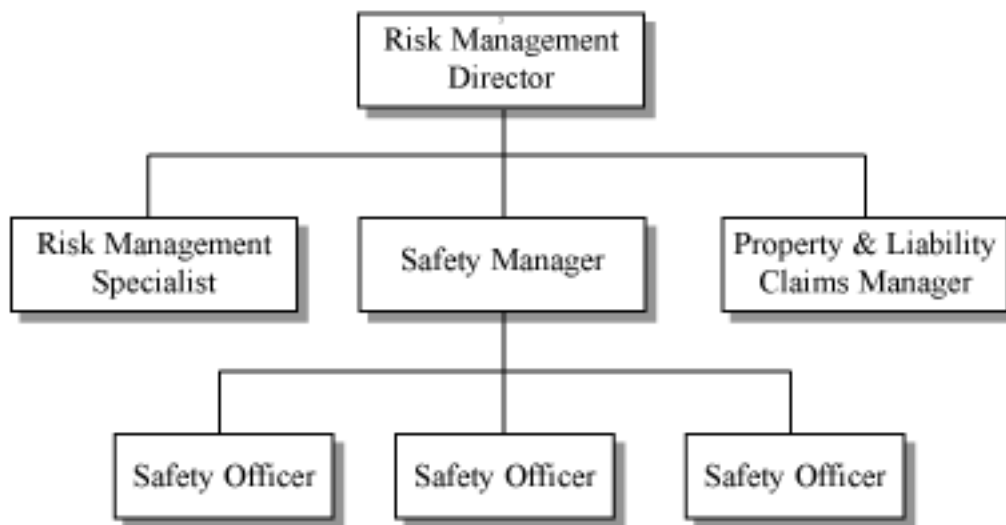 Risk Management
Director
Risk Management
Specialist
Safety Manager
Property & Liability
Claims Manager
Safety Officer
Safety Officer
Safety Officer